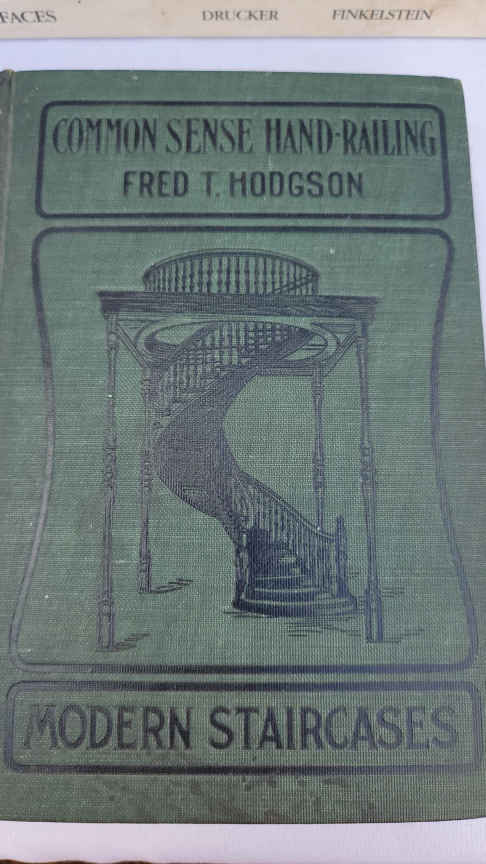 FACES DRUCKER FINKELSTEIN
COMMON SENSE HAND-RAILING
FRED T. HODGSON
MODERN STAIRCASES